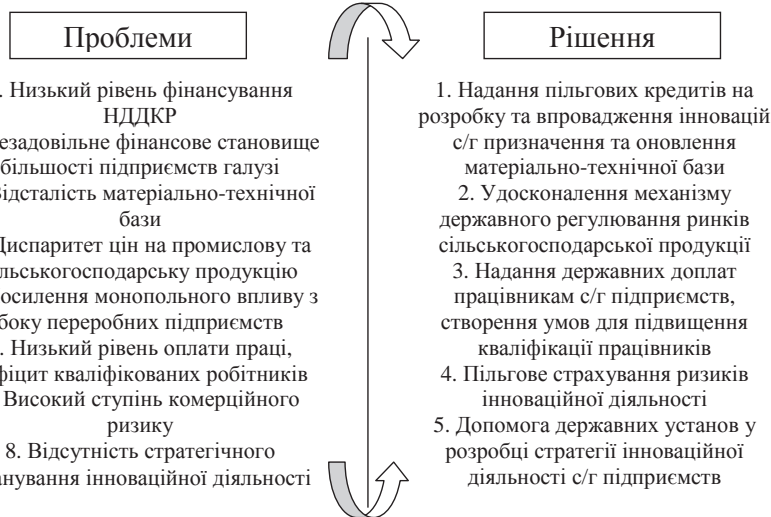 Проблеми
. Низький рівень фінансування
НДДКР
езадовільне фінансове становище
більшості підприємств галузі
ідсталість матеріально-технічної
бази
Диспаритет цін на промислову та
льськогосподарську продукцію
осилення монопольного впливу з
боку переробних підприємств
. Низький рівень оплати праці,
фіцит кваліфікованих робітників
Високий ступінь комерційного
ризику
8. Відсутність стратегічного
анування інноваційної діяльності
Рішення
1. Надання пільгових кредитів на
розробку та впровадження інновацій
с/г призначення та оновлення
матеріально-технічної бази
2. Удосконалення механізму
державного регулювання ринків
сільськогосподарської продукції
3. Надання державних доплат
працівникам с/г підприємств,
створення умов для підвищення
кваліфікації працівників
4. Пільгове страхування ризиків
інноваційної діяльності
5. Допомога державних установ у
розробці стратегії інноваційної
діяльності с/г підприємств